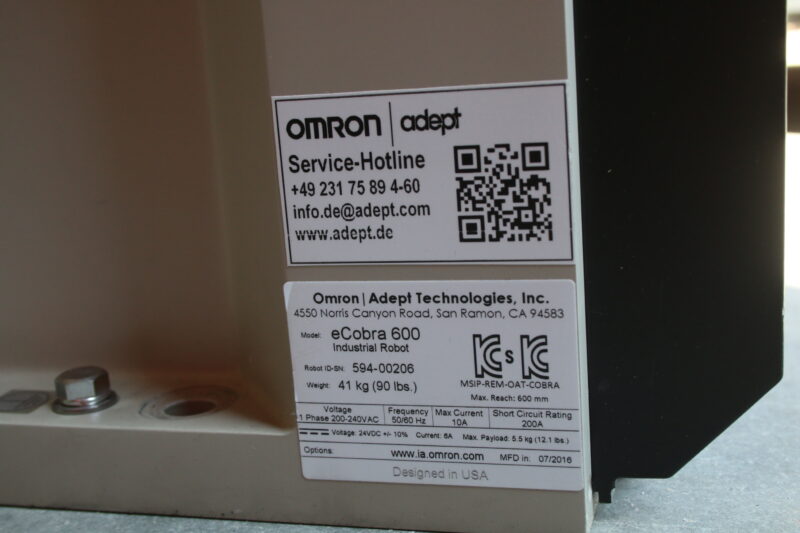 OMRON | adept
Service-Hotline
+49 231 75 89 4-60
info.de@adept.com
www.adept.de
Omron | Adept Technologies, Inc.
4550 Norris Canyon Road, San Ramon, CA 94583
Model: eCobra 600
Industrial Robot
Robot ID-SN: 594-00206
Weight: 41 kg (90 lbs.)
KC s KC
MSIP-REM-OAT-COBRA
Max. Reach: 600 mm
Voltage Frequency Max Current Short Circuit Rating
1 Phase 200-240VAC 50/60 Hz 10A 200A
Voltage: 24VDC +/- 10% Current: 6A Max. Payload: 5.5 kg (12.1 lbs.)
Options: www.ia.omron.com MFD in: 07/2016
Designed in USA